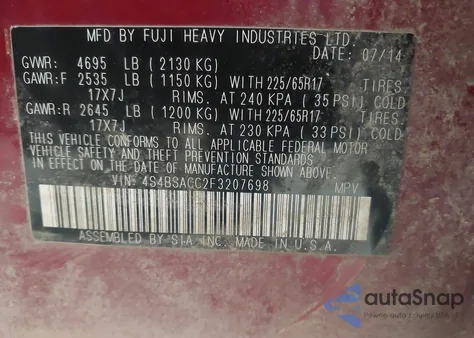 MFD BY FUJI HEAVY INDUSTRIES LTD.
DATE: 07/14
GVWR: 4695 LB (2130 KG)
GAWR:F 2535 LB (1150 KG) WITH 225/65R17 TIRES,
17X7J RIMS, AT 240 KPA (35 PSI) COLD
GAWR:R 2645 LB (1200 KG) WITH 225/65R17 TIRES,
17X7J RIMS, AT 230 KPA (33 PSI) COLD
THIS VEHICLE CONFORMS TO ALL APPLICABLE FEDERAL MOTOR
VEHICLE SAFETY AND THEFT PREVENTION STANDARDS IN EFFECT
ON THE DATE OF MANUFACTURE SHOWN ABOVE.
VIN: 4S4BSACC2F3207698 MPV
ASSEMBLED BY SIA INC. MADE IN U.S.A.
autoSnap